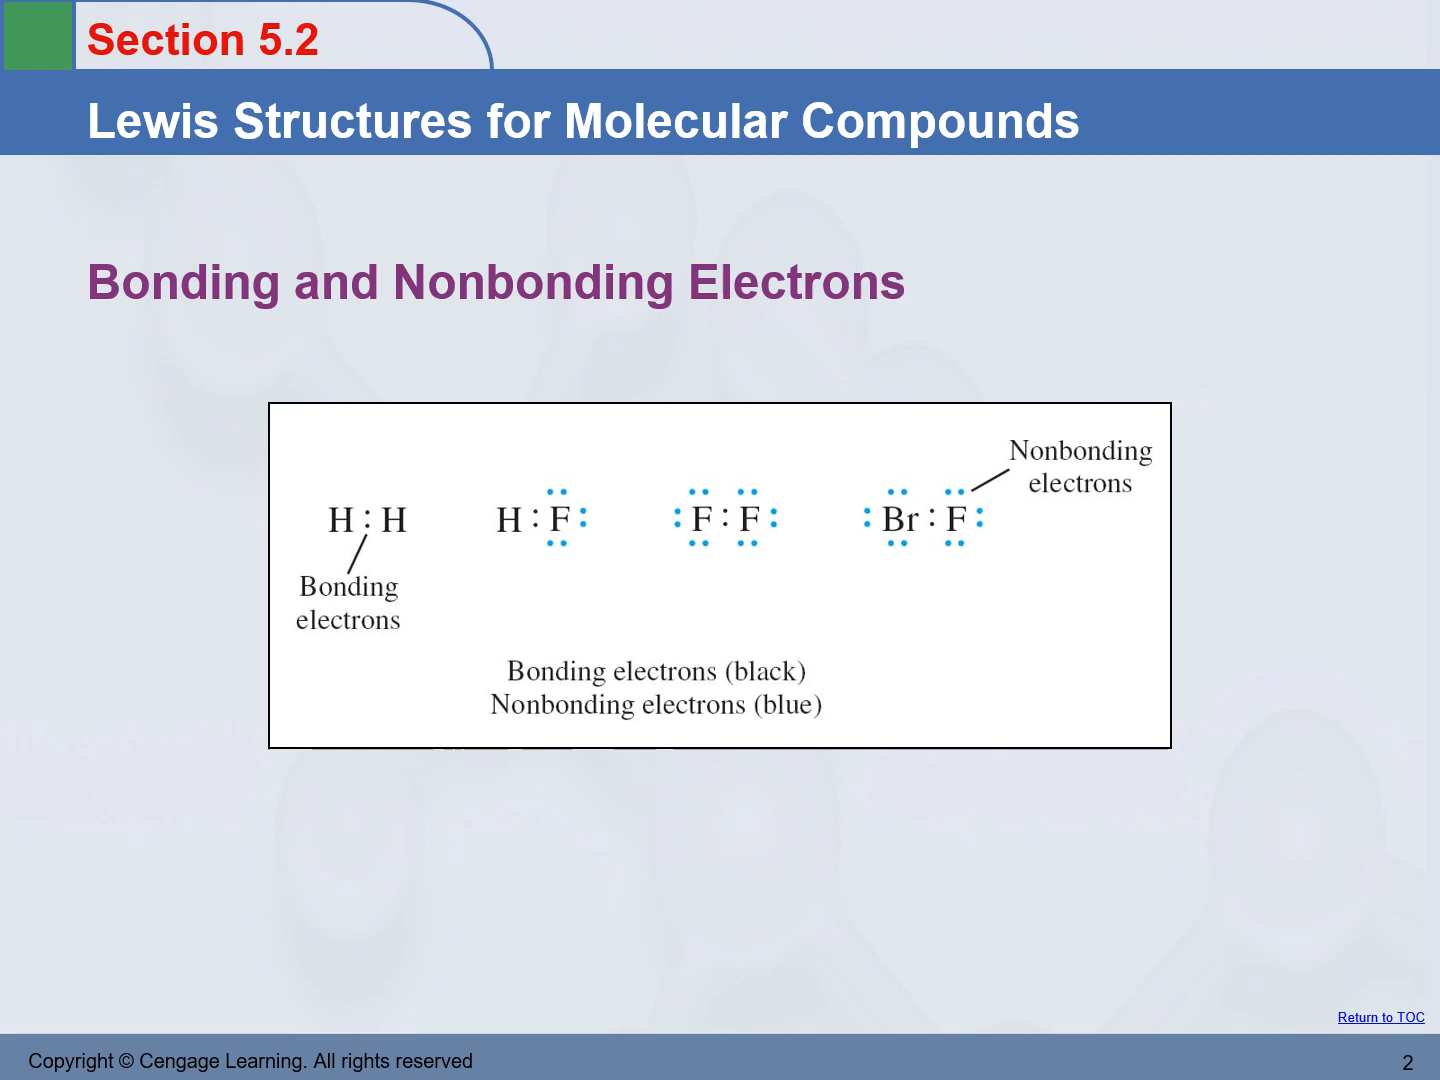 Section 5.2
Lewis Structures for Molecular Compounds
Bonding and Nonbonding Electrons
Nonbonding
electrons
H : H
H : F :
: F : F :
: Br : F :
Bonding
electrons
Bonding electrons (black)
Nonbonding electrons (blue)
Return to TOC
Copyright © Cengage Learning. All rights reserved
2